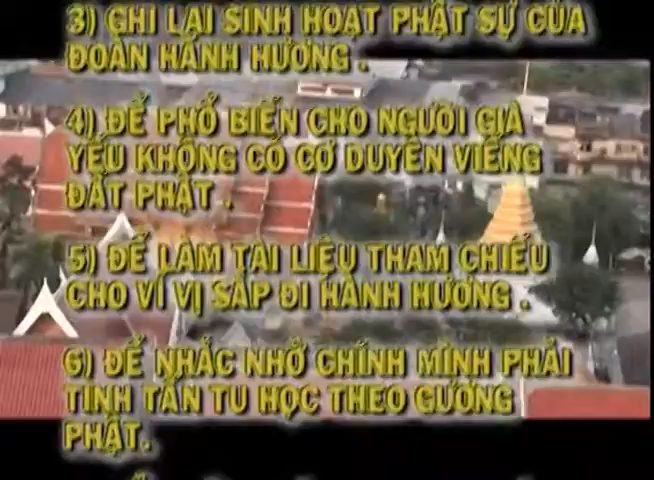 3) GHI LẠI SINH HOẠT PHẬT SỰ CỦA
ĐOÀN HÀNH HƯƠNG .
4) ĐỂ PHỔ BIẾN CHO NGƯỜI GIÀ
YẾU KHÔNG CÓ CƠ DUYÊN VIẾNG
ĐẤT PHẬT .
5) ĐỂ LÀM TÀI LIỆU THAM CHIẾU
CHO VÍ VỊ SẮP ĐI HÀNH HƯƠNG .
6) ĐỂ NHẮC NHỞ CHÍNH MÌNH PHẢI
TINH TẤN TU HỌC THEO GƯƠNG
PHẬT.